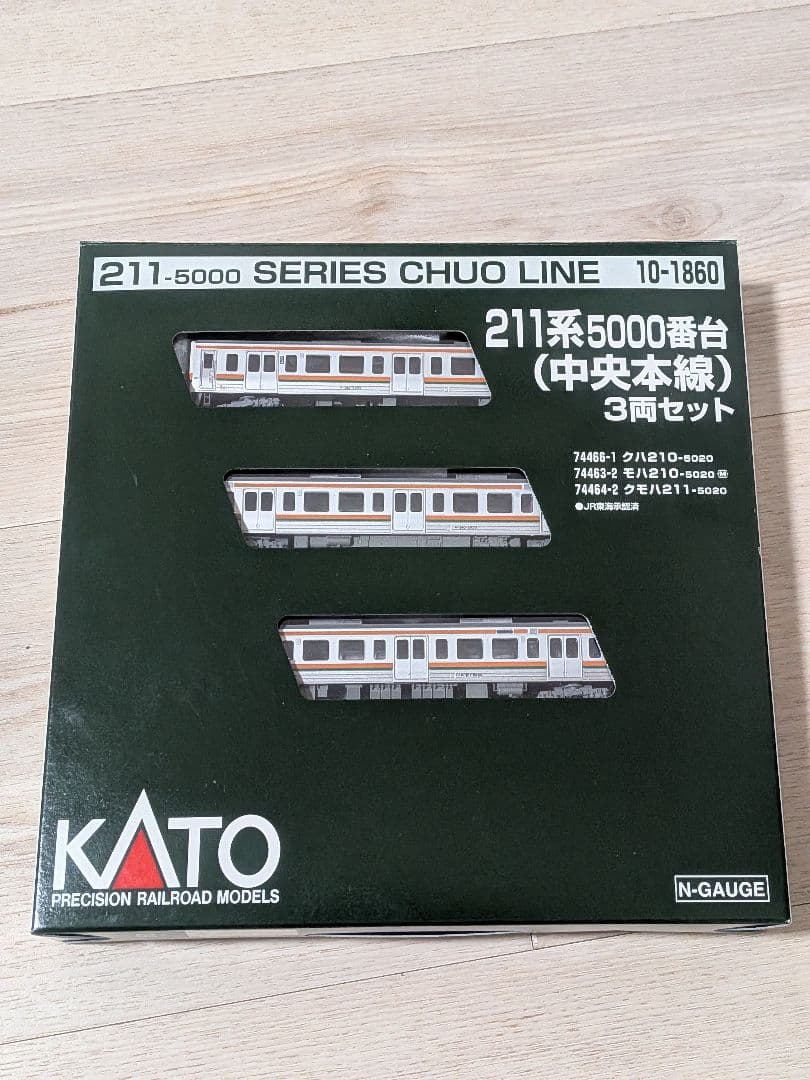 211-5000 SERIES CHUO LINE 10-1860
211系5000番台
(中央本線)
3両セット
74466-1 クハ210-5020
74463-2 モハ210-5020 M
74464-2 クモハ211-5020
●JR東海承認済
KATO
PRECISION RAILROAD MODELS
N-GAUGE